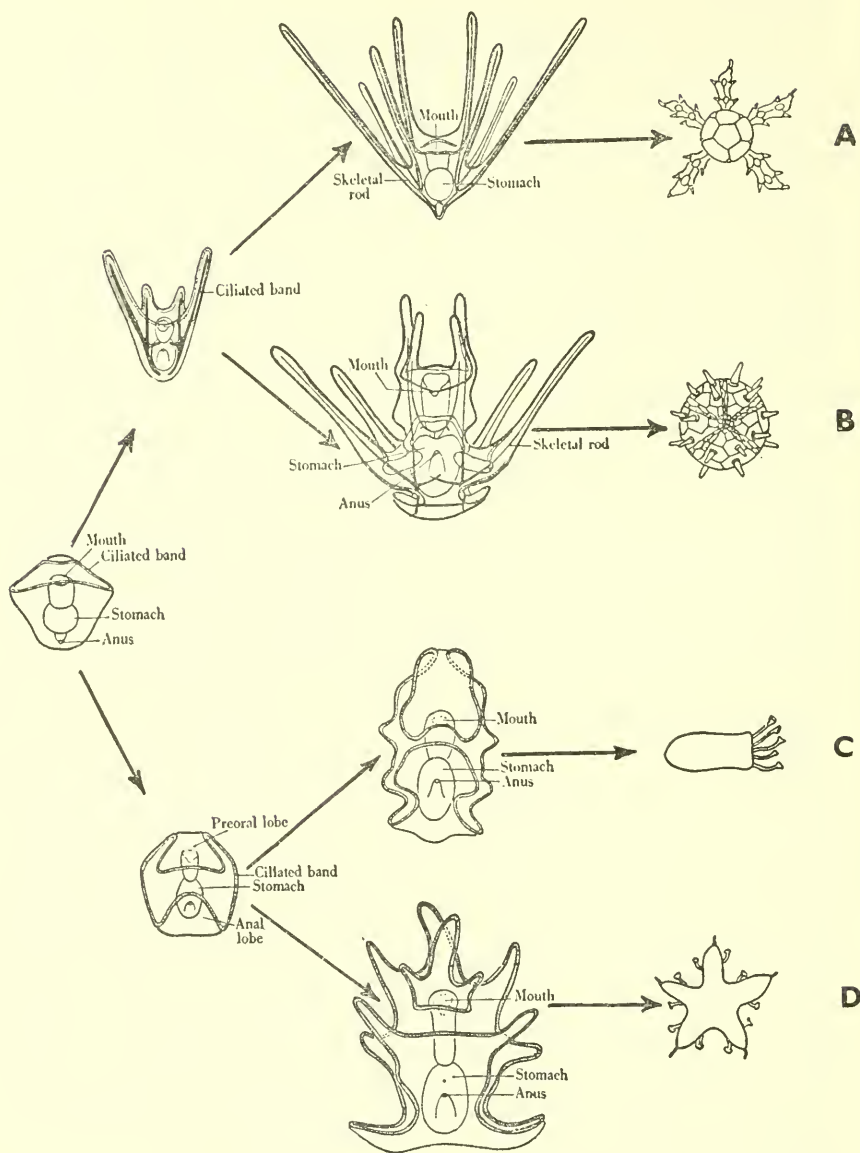 Mouth
Skeletal
rod
Stomach
A
Ciliated band
Mouth
Stomach
Skeletal rod
Anus
B
Mouth
Ciliated band
Stomach
Anus
Mouth
Stomach
Anus
C
Preoral lobe
Ciliated band
Stomach
Anal
lobe
Mouth
Stomach
Anus
D